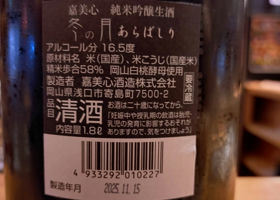 嘉美心 純米吟醸生酒
冬の月 あらばしり
アルコール分 16.5度
原材料名 米(国産)、米こうじ(国産米)
精米歩合58% 岡山白桃酵母使用
製造者 嘉美心酒造株式会社
岡山県浅口市寄島町7500-2
要冷蔵
品目 清酒
内容量 1.8ℓ
お酒は二十歳になってから。
「妊娠中や授乳期の飲酒は胎児・
乳児の発育に影響するおそれが
ありますので、気をつけましょう」
4 933292 010227
製造年月 2025.11.15